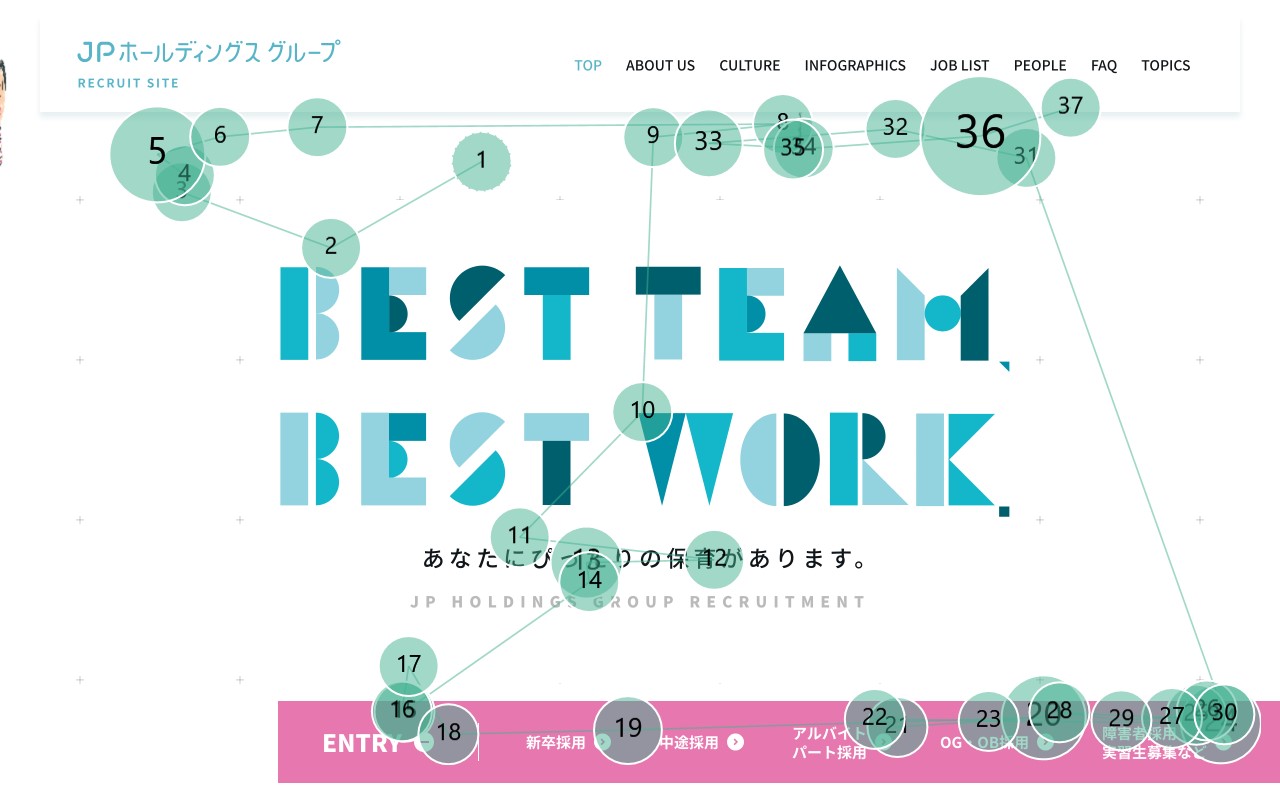 JPホールディングス グループ
RECRUIT SITE
TOP ABOUT US CULTURE INFOGRAPHICS JOB LIST PEOPLE FAQ TOPICS
5 6 7 1 9 33 8 35 34 32 36 31 37
4
3
2
BEST TEAM,
10
BEST WORK.
11 13 12
あなたにぴったりの保育があります。
14
JP HOLDINGS GROUP RECRUITMENT
17
16 18 19 22 21 23 28 29 27 30
ENTRY 新卒採用 中途採用 アルバイト
パート採用 OG・OB採用 障害者採用
実習生募集など